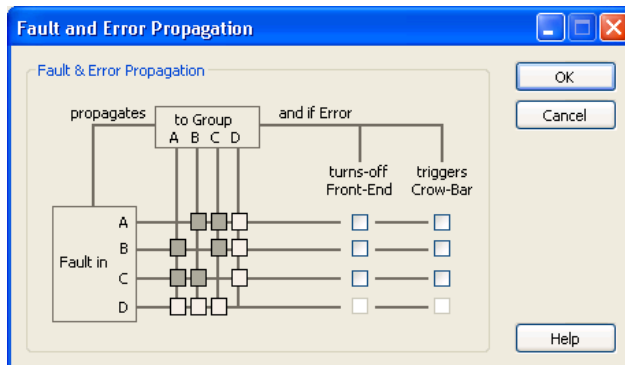 Fault and Error Propagation
Fault & Error Propagation
OK
Cancel
propagates
to Group
A B C D
and if Error
turns-off
Front-End
triggers
Crow-Bar
Fault in
A
B
C
D
Help